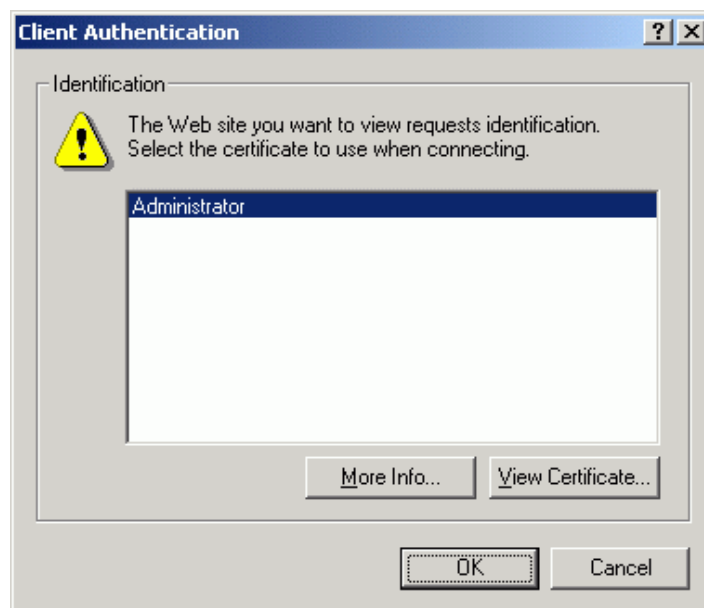 Client Authentication
Identification
The Web site you want to view requests identification.
Select the certificate to use when connecting.
Administrator
More Info...
View Certificate...
OK
Cancel